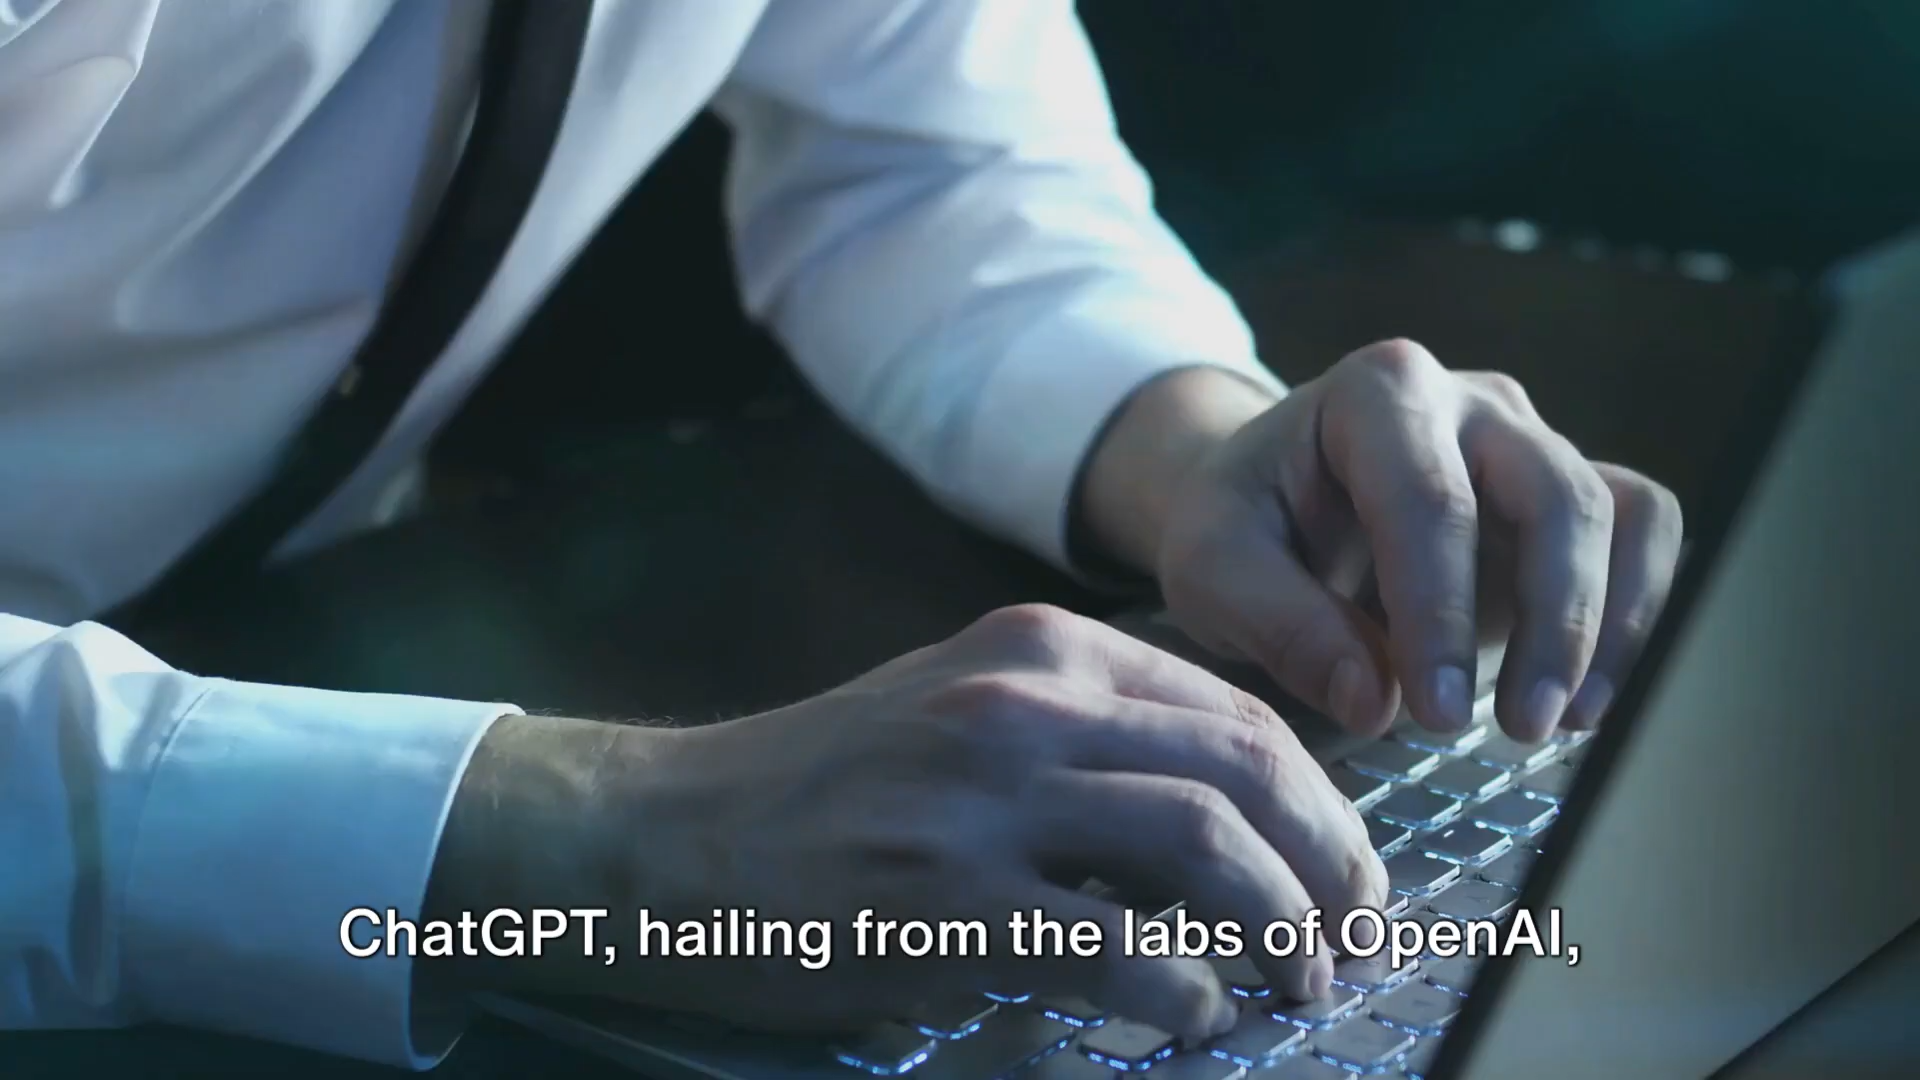 ChatGPT, hailing from the labs of OpenAI,